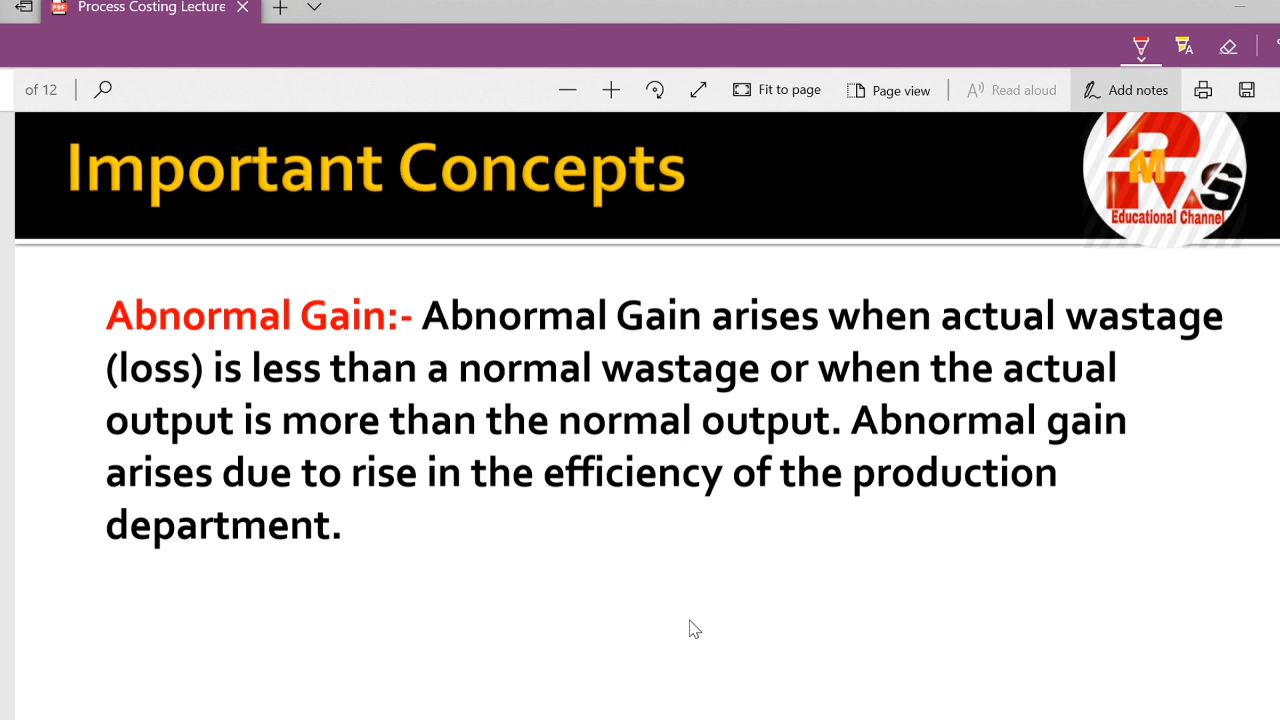 Process Costing Lecture
of 12
Fit to page
Page view
Read aloud
Add notes
Important Concepts
RMS
Educational Channel
Abnormal Gain:- Abnormal Gain arises when actual wastage
(loss) is less than a normal wastage or when the actual
output is more than the normal output. Abnormal gain
arises due to rise in the efficiency of the production
department.